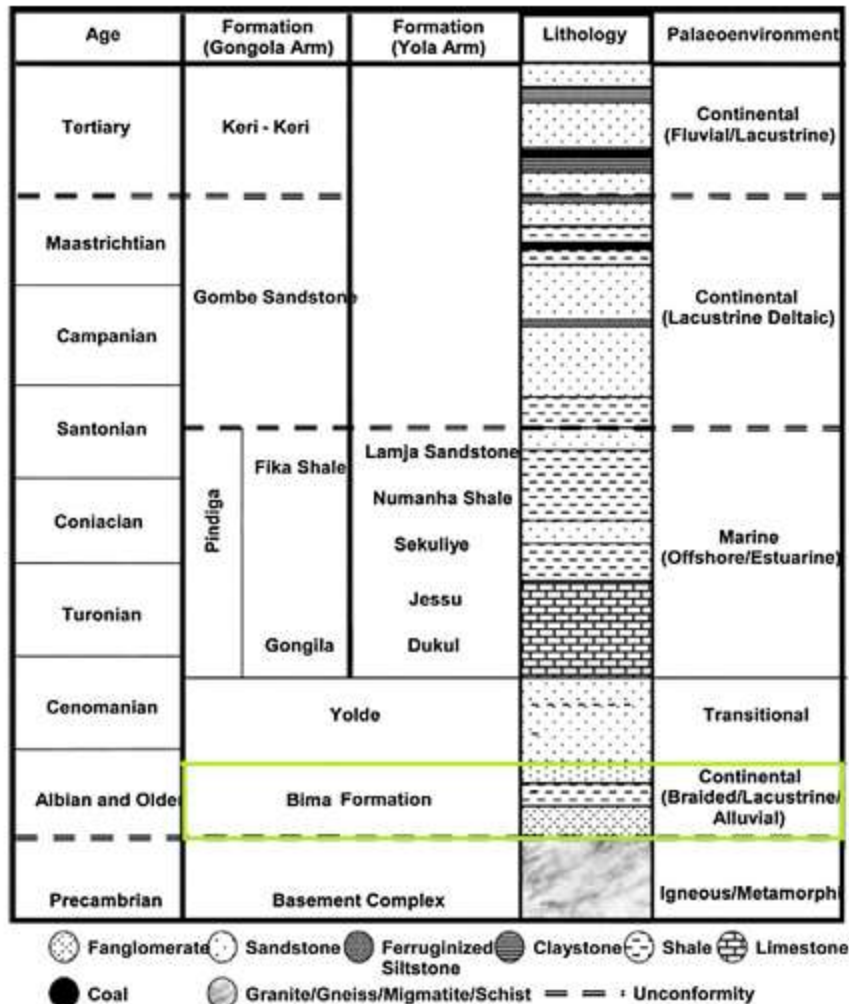 Age
Formation
(Gongola Arm)
Formation
(Yola Arm)
Lithology
Palaeoenvironment
Tertiary
Keri - Keri
Continental
(Fluvial/Lacustrine)
Maastrichtian
Gombe Sandstone
Continental
(Lacustrine Deltaic)
Campanian
Santonian
Pindiga
Fika Shale
Lamja Sandstone
Numanha Shale
Coniacian
Sekuliye
Marine
(Offshore/Estuarine)
Jessu
Turonian
Gongila
Dukul
Cenomanian
Yolde
Transitional
Albian and Older
Bima Formation
Continental
(Braided/Lacustrine/
Alluvial)
Precambrian
Basement Complex
Igneous/Metamorphi
Fanglomerate
Sandstone
Ferruginized
Siltstone
Claystone
Shale
Limestone
Coal
Granite/Gneiss/Migmatite/Schist
: Unconformity